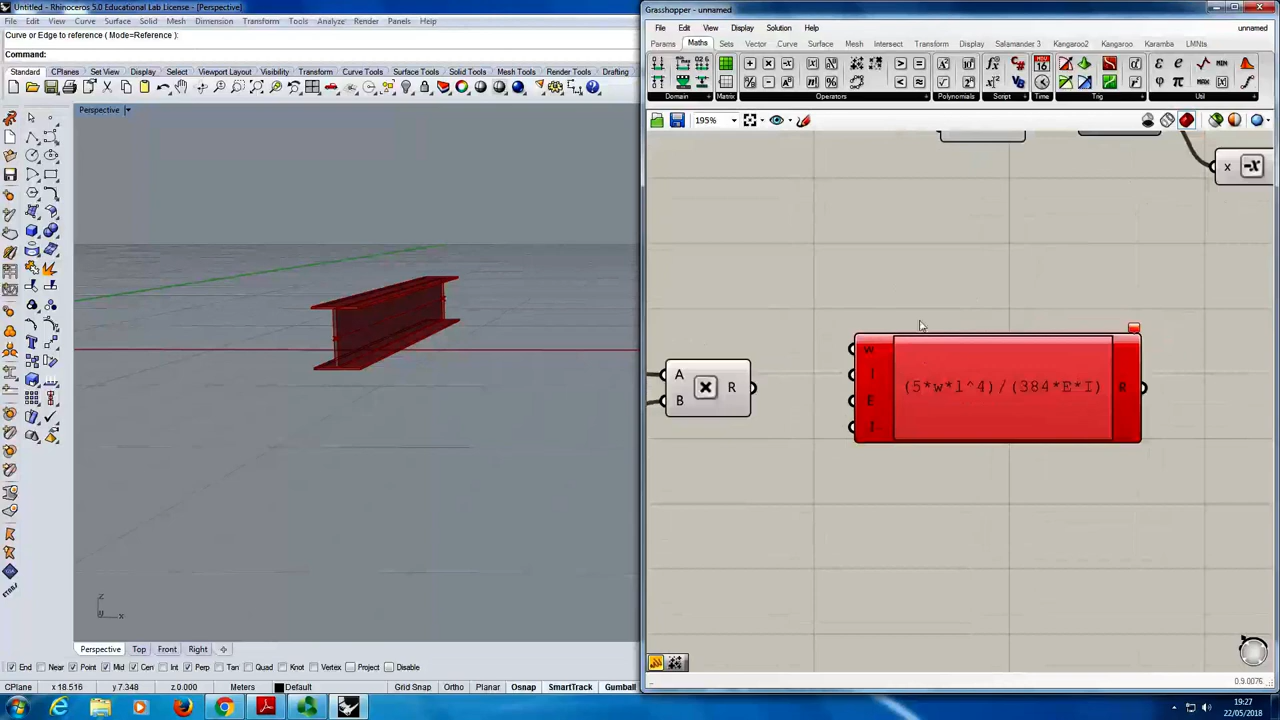 Untitled - Rhinoceros 5.0 Educational Lab License - [Perspective]
File Edit View Curve Surface Solid Mesh Dimension Transform Tools Analyze Render Panels Help
Curve or Edge to reference ( Mode=Reference ):
Command:
Standard CPlanes Set View Display Select Viewport Layout Visibility Transform Curve Tools Surface Tools Solid Tools Mesh Tools Render Tools Drafting
Perspective
z
x
Perspective Top Front Right
End Near Point Mid Cen Int Perp Tan Quad Knot Vertex Project Disable
CPlane x 18.516 y 7.348 z 0.000 Meters Default Grid Snap Ortho Planar Osnap SmartTrack Gumball
Grasshopper - unnamed
File Edit View Display Solution Help unnamed
Params Maths Sets Vector Curve Surface Mesh Intersect Transform Display Salamander 3 Kangaroo2 Kangaroo Karamba LMNts
Domain Matrix Operators Polynomials Script Time Trig Util
195%
x -X
A
B
R
w
l
E
I
(5*w*l^4)/(384*E*I)
R
0.9.0076
19:27
22/05/2018